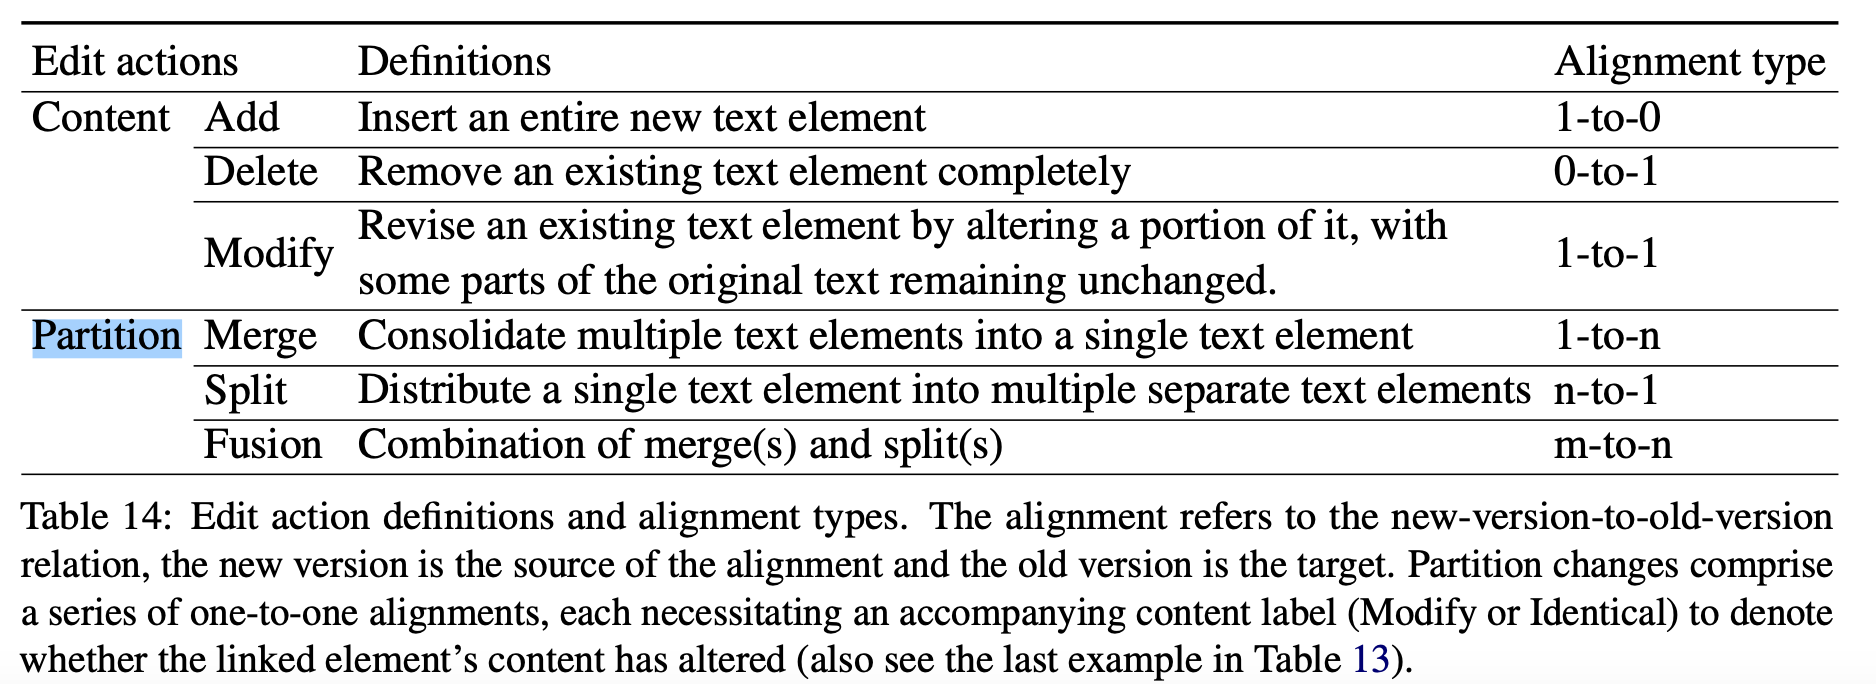 Edit actions Definitions Alignment type
Content Add Insert an entire new text element 1-to-0
Delete Remove an existing text element completely 0-to-1
Modify Revise an existing text element by altering a portion of it, with
some parts of the original text remaining unchanged. 1-to-1
Partition Merge Consolidate multiple text elements into a single text element 1-to-n
Split Distribute a single text element into multiple separate text elements n-to-1
Fusion Combination of merge(s) and split(s) m-to-n
Table 14: Edit action definitions and alignment types. The alignment refers to the new-version-to-old-version
relation, the new version is the source of the alignment and the old version is the target. Partition changes comprise
a series of one-to-one alignments, each necessitating an accompanying content label (Modify or Identical) to denote
whether the linked element's content has altered (also see the last example in Table 13).